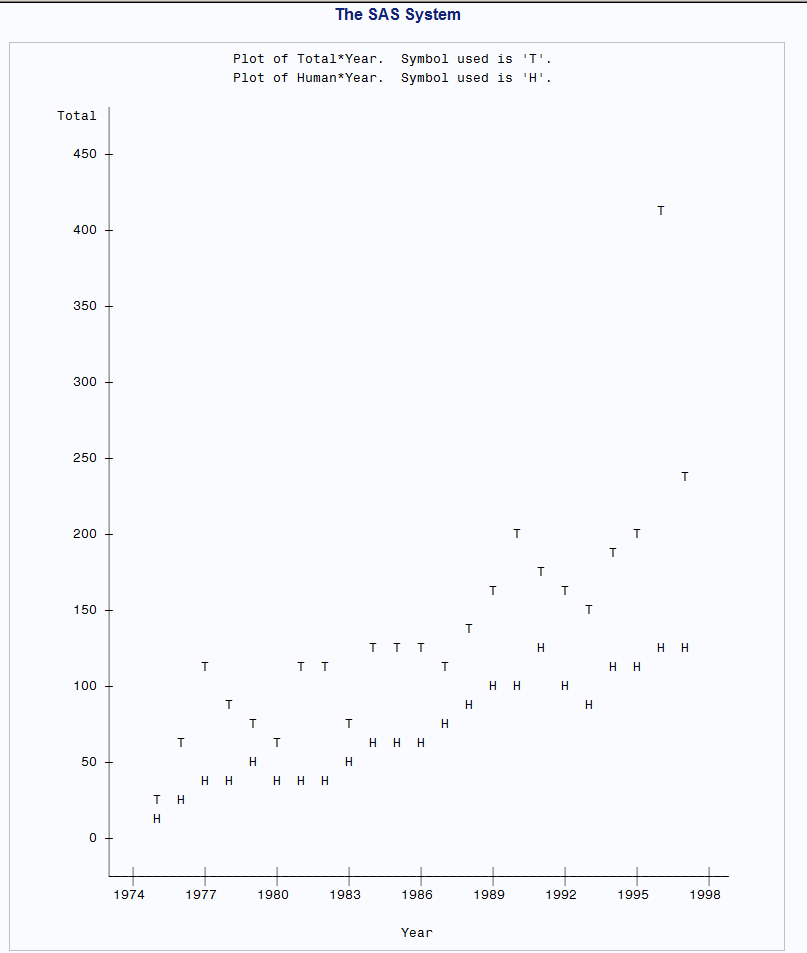 The SAS System
Plot of Total*Year.  Symbol used is 'T'.
Plot of Human*Year.  Symbol used is 'H'.
Total
450
400
T
350
300
250
T
200
T T
T
T
T T
150
T
T
T T T H H H
T T T T H H
100
H H H
T H H
T T H
T T H H H
50
H H
H H H H H
T H
H
0
1974 1977 1980 1983 1986 1989 1992 1995 1998
Year